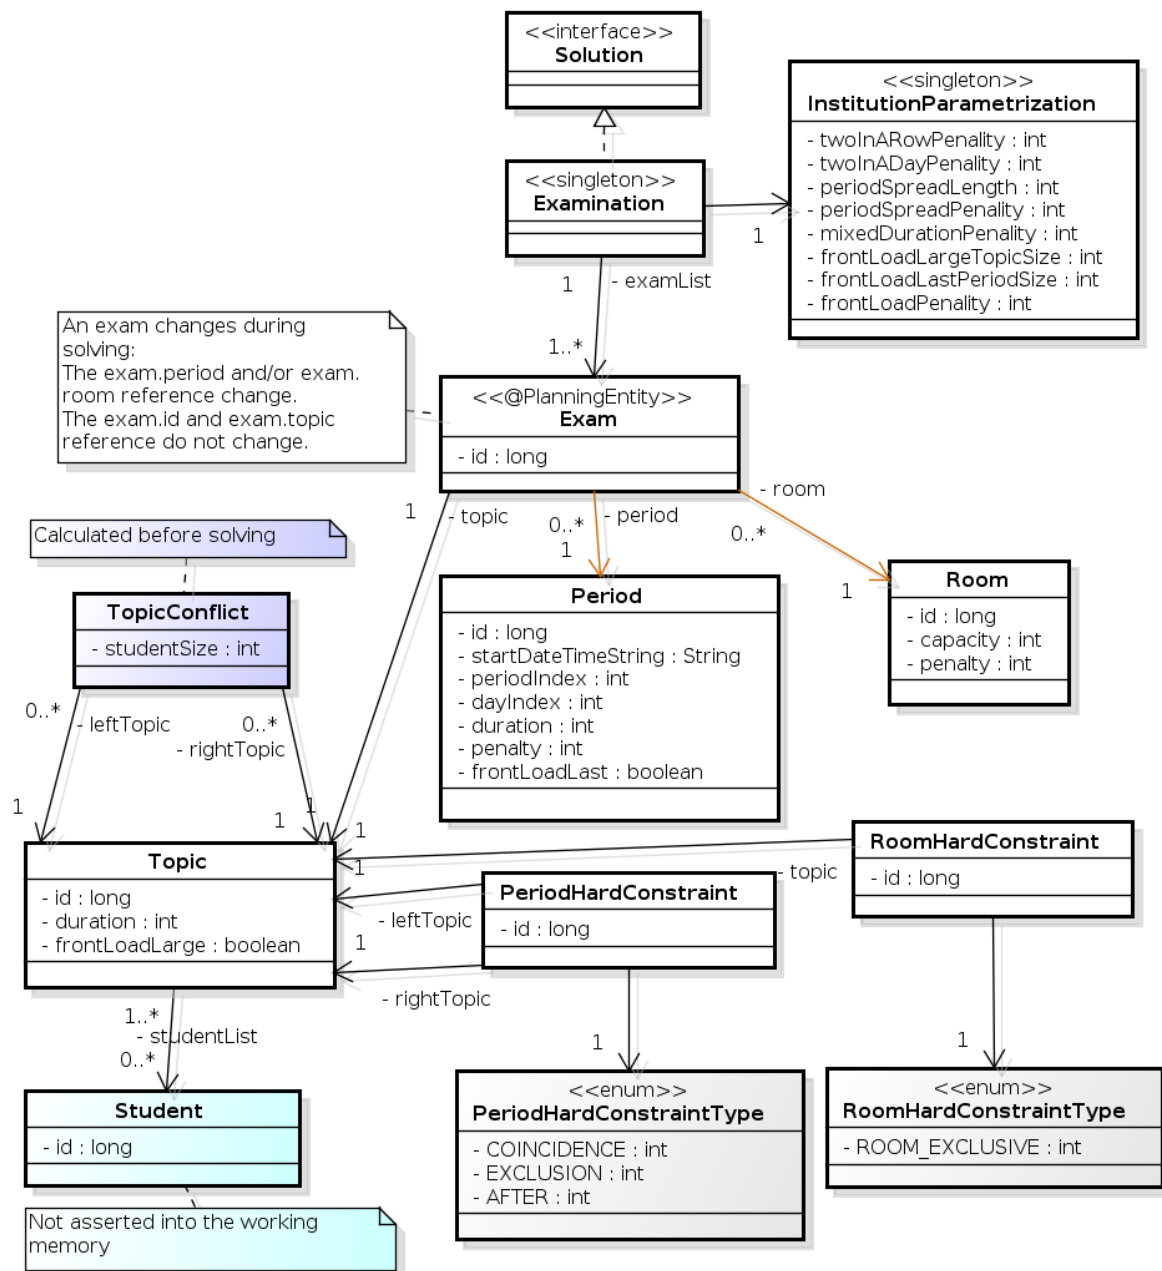 <<interface>>
Solution
<<singleton>>
InstitutionParametrization
- twoInARowPenality : int
- twoInADayPenality : int
- periodSpreadLength : int
- periodSpreadPenality : int
- mixedDurationPenality : int
- frontLoadLargeTopicSize : int
- frontLoadLastPeriodSize : int
- frontLoadPenality : int
<<singleton>>
Examination
1
1
- examList
1..*
An exam changes during
solving:
The exam.period and/or exam.
room reference change.
The exam.id and exam.topic
reference do not change.
<<@PlanningEntity>>
Exam
- id : long
1
- topic
0..*
- period
1
- room
0..*
1
Calculated before solving
TopicConflict
- studentSize : int
0..*
- leftTopic
0..*
- rightTopic
1
1
1
1
Period
- id : long
- startDateTimeString : String
- periodIndex : int
- dayIndex : int
- duration : int
- penalty : int
- frontLoadLast : boolean
Room
- id : long
- capacity : int
- penalty : int
Topic
- id : long
- duration : int
- frontLoadLarge : boolean
1
- leftTopic
1
- rightTopic
- topic
PeriodHardConstraint
- id : long
RoomHardConstraint
- id : long
1..*
- studentList
0..*
1
1
Student
- id : long
Not asserted into the working
memory
<<enum>>
PeriodHardConstraintType
- COINCIDENCE : int
- EXCLUSION : int
- AFTER : int
<<enum>>
RoomHardConstraintType
- ROOM_EXCLUSIVE : int